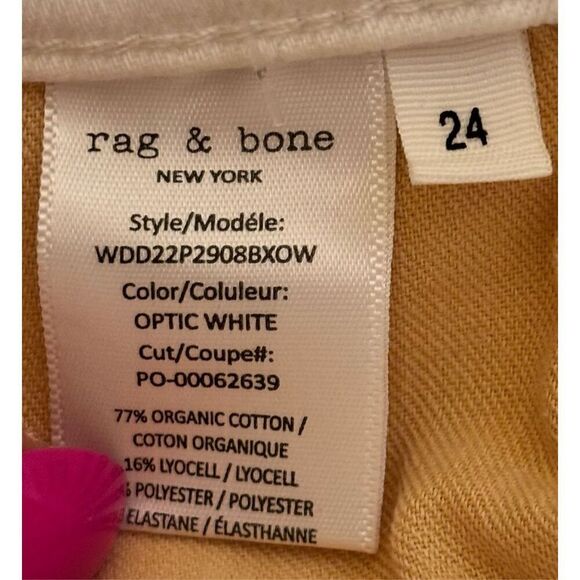 rag & bone
NEW YORK
24
Style/Modéle:
WDD22P2908BXOW
Color/Coluleur:
OPTIC WHITE
Cut/Coupe#:
PO-00062639
77% ORGANIC COTTON /
COTON ORGANIQUE
16% LYOCELL / LYOCELL
POLYESTER / POLYESTER
ELASTANE / ÉLASTHANNE